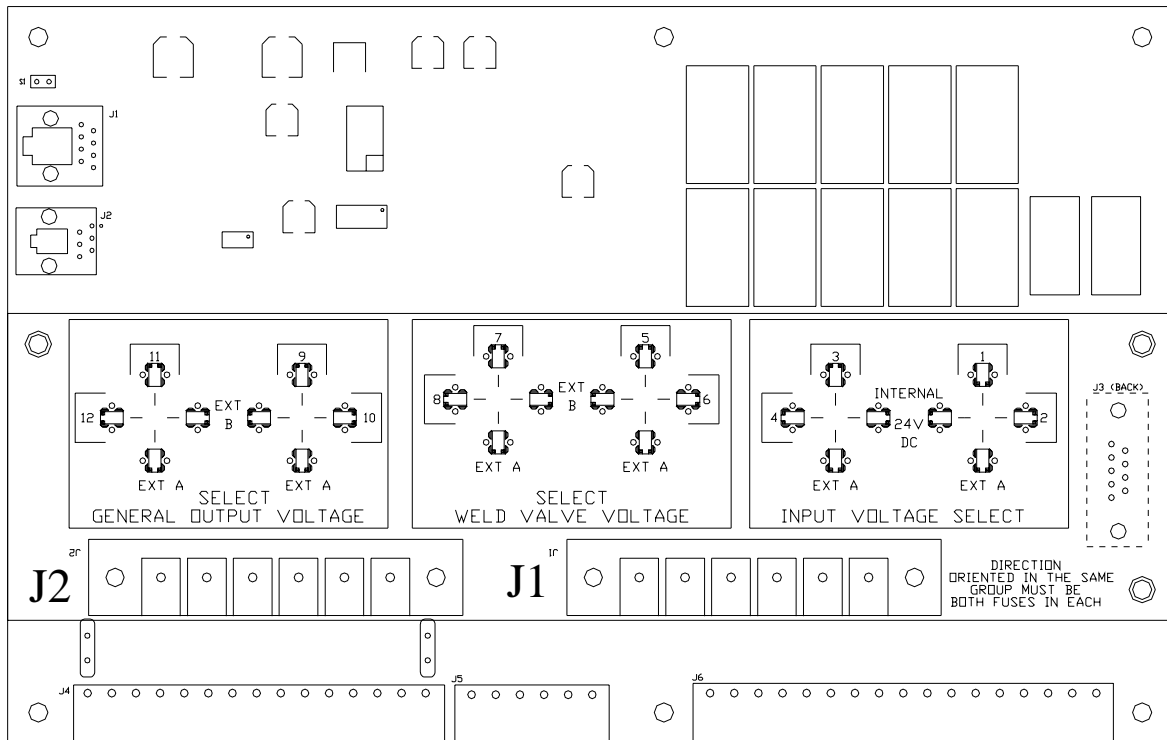 S1
J1
J2
11
9
12
EXT
B
10
EXT A
EXT A
SELECT
GENERAL OUTPUT VOLTAGE
7
5
8
EXT
B
6
EXT A
EXT A
SELECT
WELD VALVE VOLTAGE
3
1
INTERNAL
4
24V
2
DC
EXT A
EXT A
INPUT VOLTAGE SELECT
J3 (BACK)
J2
J2
J1
J1
DIRECTION
ORIENTED IN THE SAME
GROUP MUST BE
BOTH FUSES IN EACH
J4
J5
J6